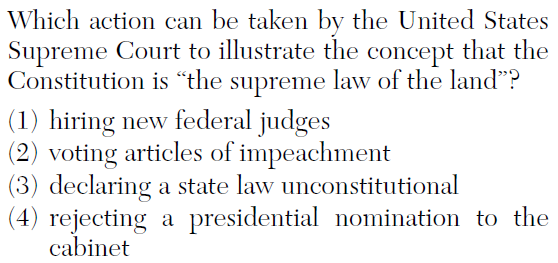 Which action can be taken by the United States
Supreme Court to illustrate the concept that the
Constitution is “the supreme law of the land”?
(1) hiring new federal judges
(2) voting articles of impeachment
(3) declaring a state law unconstitutional
(4) rejecting a presidential nomination to the
cabinet